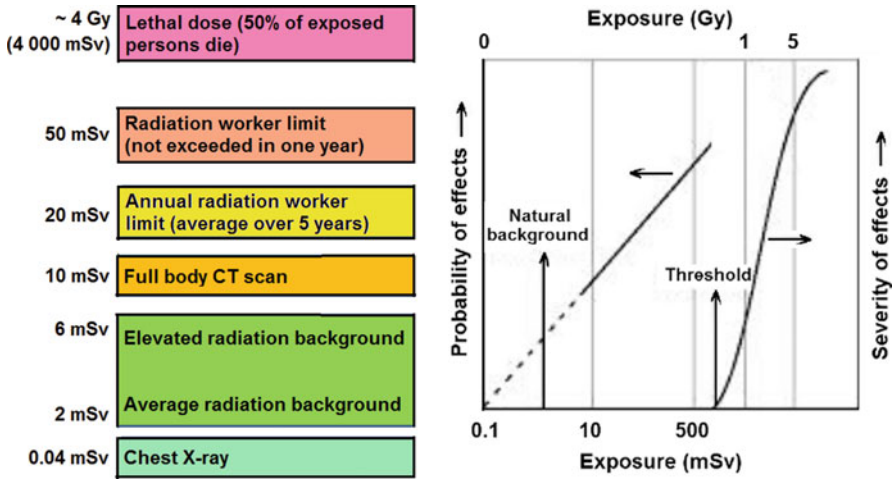 ~ 4 Gy
(4 000 mSv)
Lethal dose (50% of exposed
persons die)
50 mSv
Radiation worker limit
(not exceeded in one year)
20 mSv
Annual radiation worker
limit (average over 5 years)
10 mSv
Full body CT scan
6 mSv
Elevated radiation background
2 mSv
Average radiation background
0.04 mSv
Chest X-ray
Exposure (Gy)
0 1 5
Probability of effects
Natural
background
Threshold
Severity of effects
0.1 10 500
Exposure (mSv)